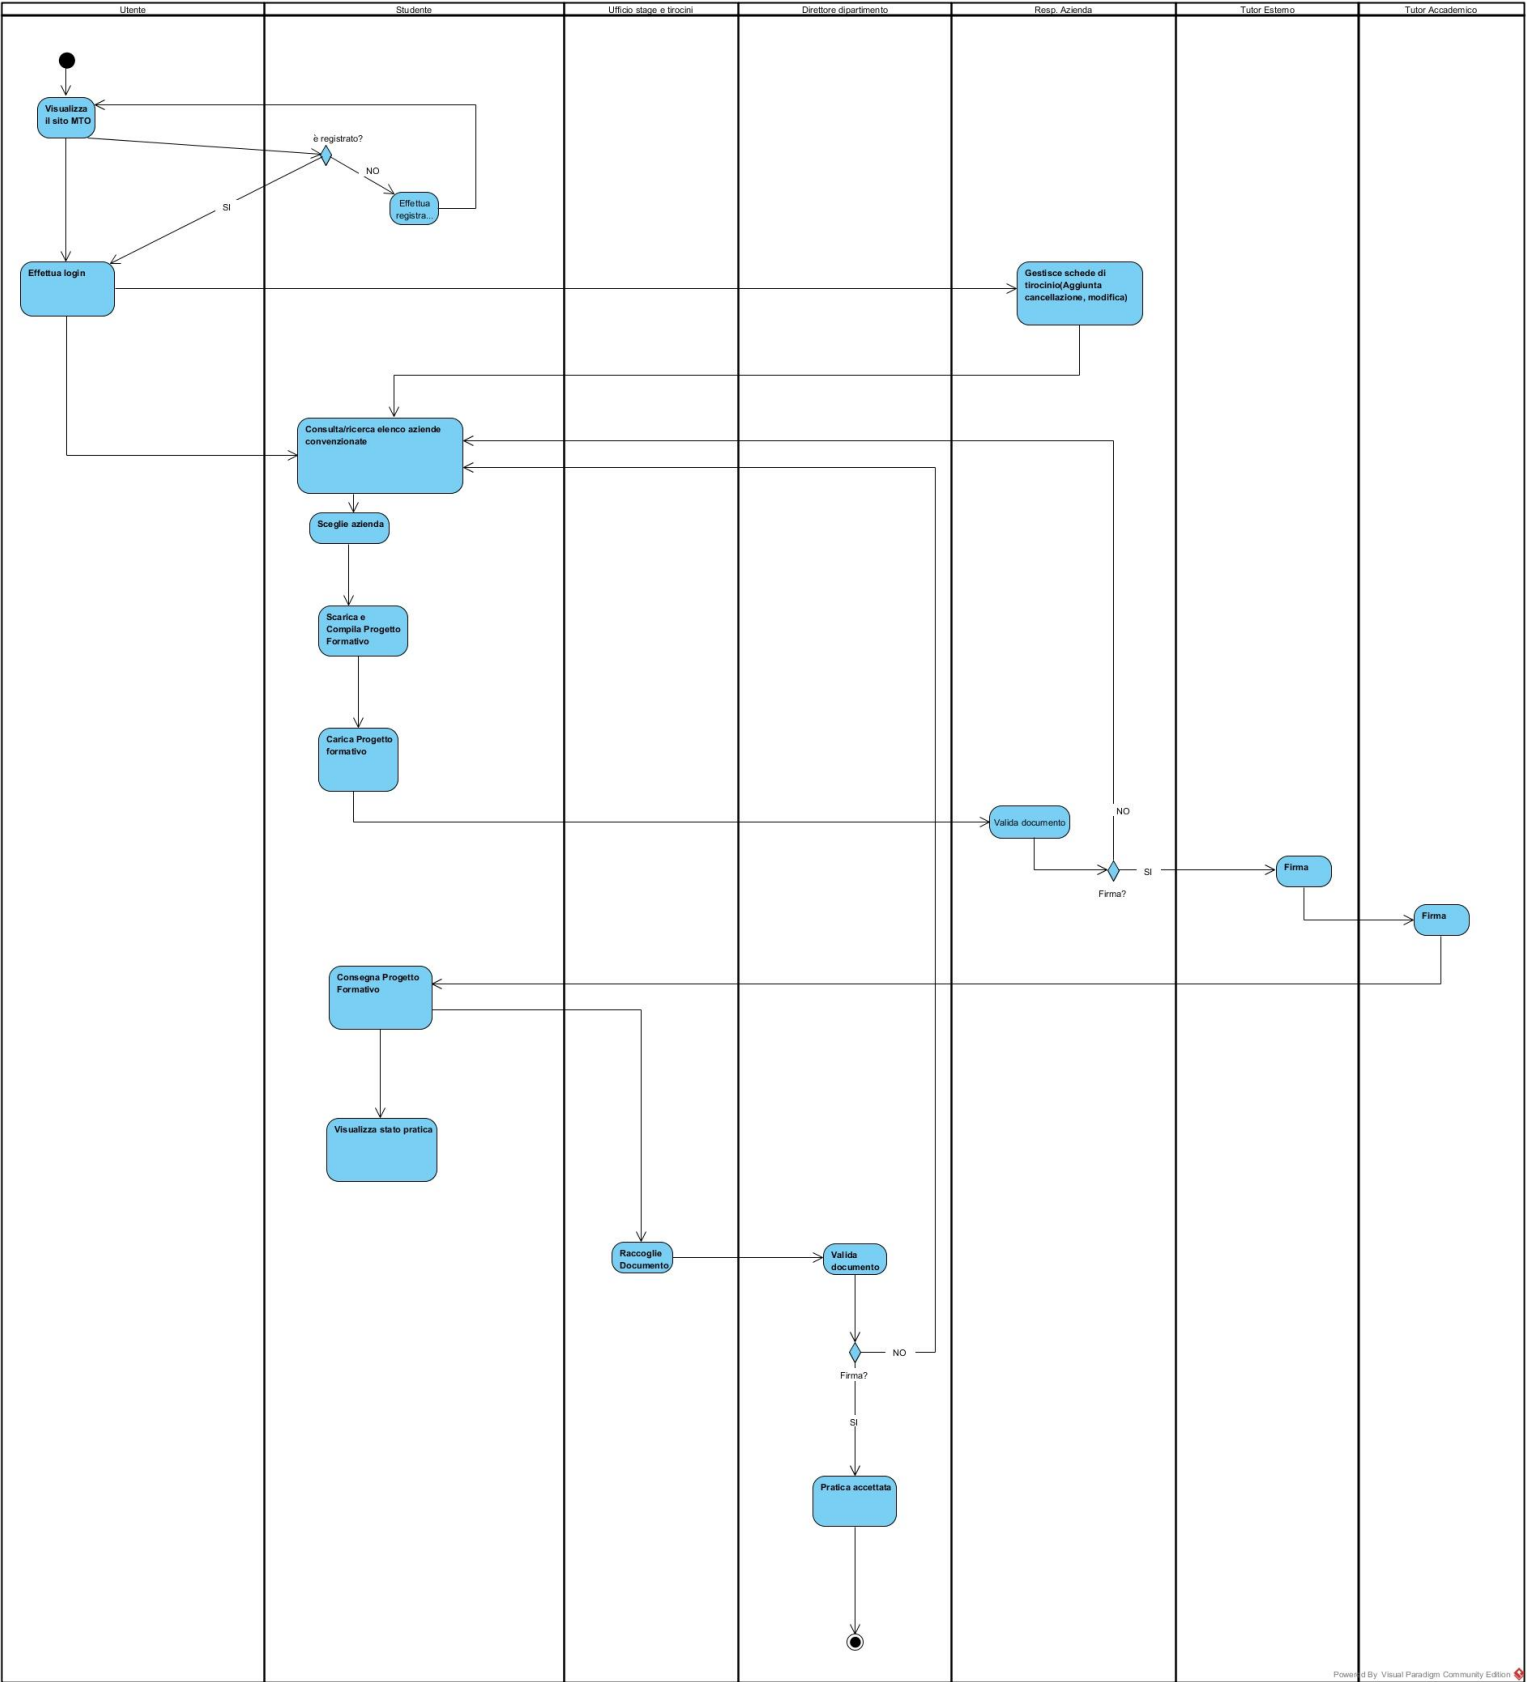 Utente
Studente
Ufficio stage e tirocini
Direttore dipartimento
Resp. Azienda
Tutor Esterno
Tutor Accademico
Visualizza
il sito MTO
è registrato?
NO
Effettua
registra...
SI
Effettua login
Gestisce schede di
tirocinio(Aggiunta
cancellazione, modifica)
Consulta/ricerca elenco aziende
convenzionate
Sceglie azienda
Scarica e
Compila Progetto
Formativo
Carica Progetto
formativo
Valida documento
NO
Firma?
SI
Firma
Firma
Consegna Progetto
Formativo
Visualizza stato pratica
Raccoglie
Documento
Valida
documento
NO
Firma?
SI
Pratica accettata
Powered By Visual Paradigm Community Edition